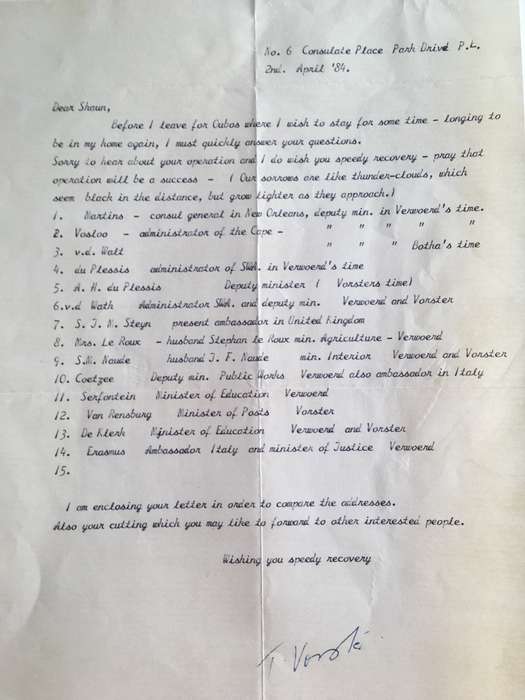 No. 6 Consulate Place Park Drive P.E.
2nd. April '84.
Dear Shaun,
Before I leave for Cubos where I wish to stay for some time - longing to
be in my home again, I must quickly answer your questions.
Sorry to hear about your operation and I do wish you speedy recovery - pray that
operation will be a success - ( Our sorrows are like thunder-clouds, which
seem black in the distance, but grow lighter as they approach.)
1. Martins - consul general in New Orleans, deputy min. in Verwoerd's time.
2. Vosloo - administrator of the Cape - " " " "
3. v.d. Walt " " " Botha's time
4. du Plessis administrator of SWA. in Verwoerd's time
5. A. H. du Plessis Deputy minister ( Vorsters time)
6.v.d Wath Administrator SWA. and deputy min. Verwoerd and Vorster
7. S. J. M. Steyn present ambassador in United Kingdom
8. Mrs. Le Roux - husband Stephan Le Roux min. Agriculture - Verwoerd
9. S.M. Naude husband J. F. Naude min. Interior Verwoerd and Vorster
10. Coetzee Deputy min. Public Works Verwoerd also ambassador in Italy
11. Serfontein Minister of Education Verwoerd
12. Van Rensburg Minister of Posts Vorster
13. De Klerk Minister of Education Verwoerd and Vorster
14. Erasmus Ambassador Italy and minister of Justice Verwoerd
15.
I am enclosing your letter in order to compare the addresses.
Also your cutting which you may like to forward to other interested people.
Wishing you speedy recovery
T. Vorster